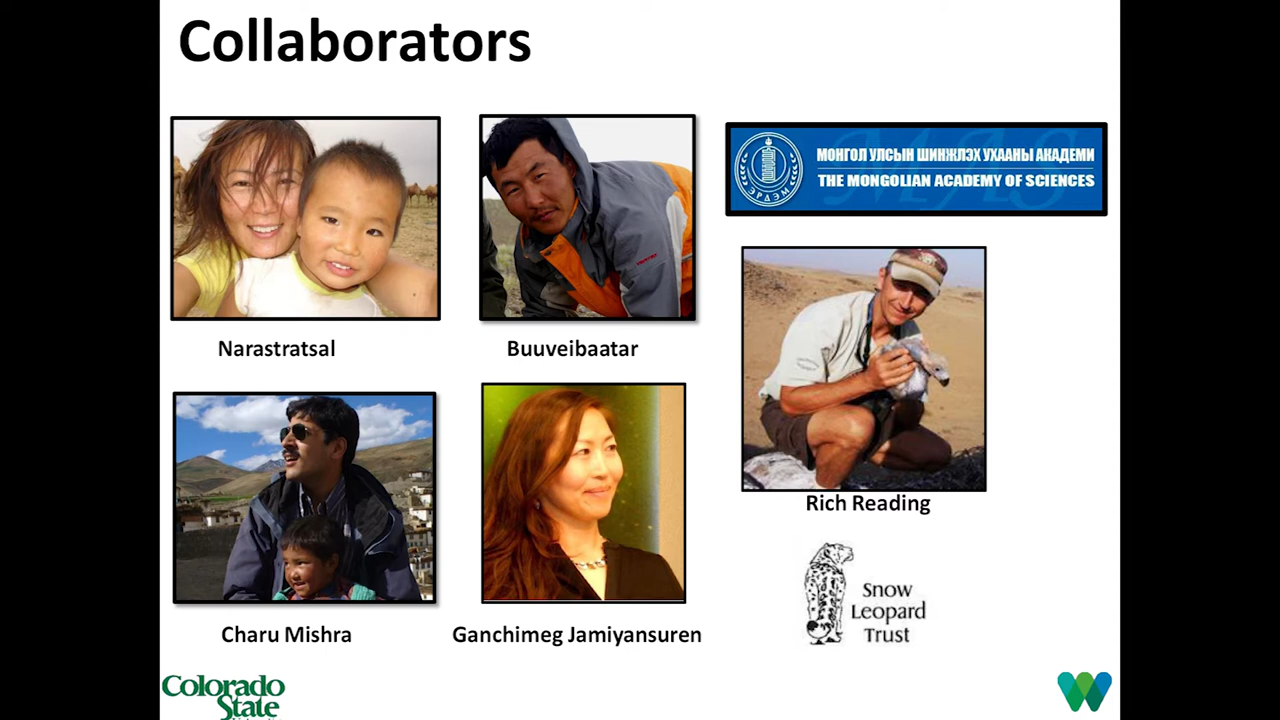 Collaborators
МОНГОЛ УЛСЫН ШИНЖЛЭХ УХААНЫ АКАДЕМИ
THE MONGOLIAN ACADEMY OF SCIENCES
ЭРДЭМ
Narastratsal
Buuveibaatar
Rich Reading
Charu Mishra
Ganchimeg Jamiyansuren
Snow
Leopard
Trust
Colorado
State